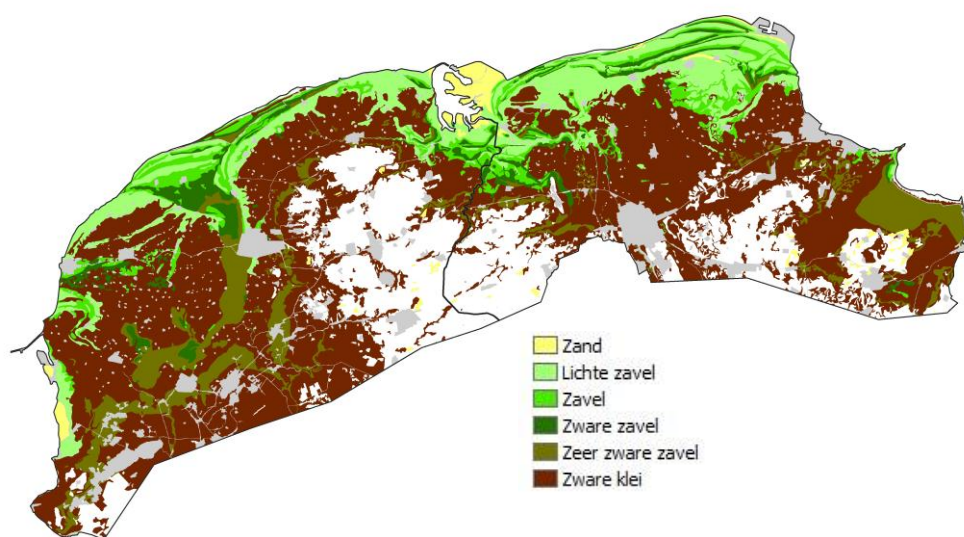 Zand
Lichte zavel
Zavel
Zware zavel
Zeer zware zavel
Zware klei